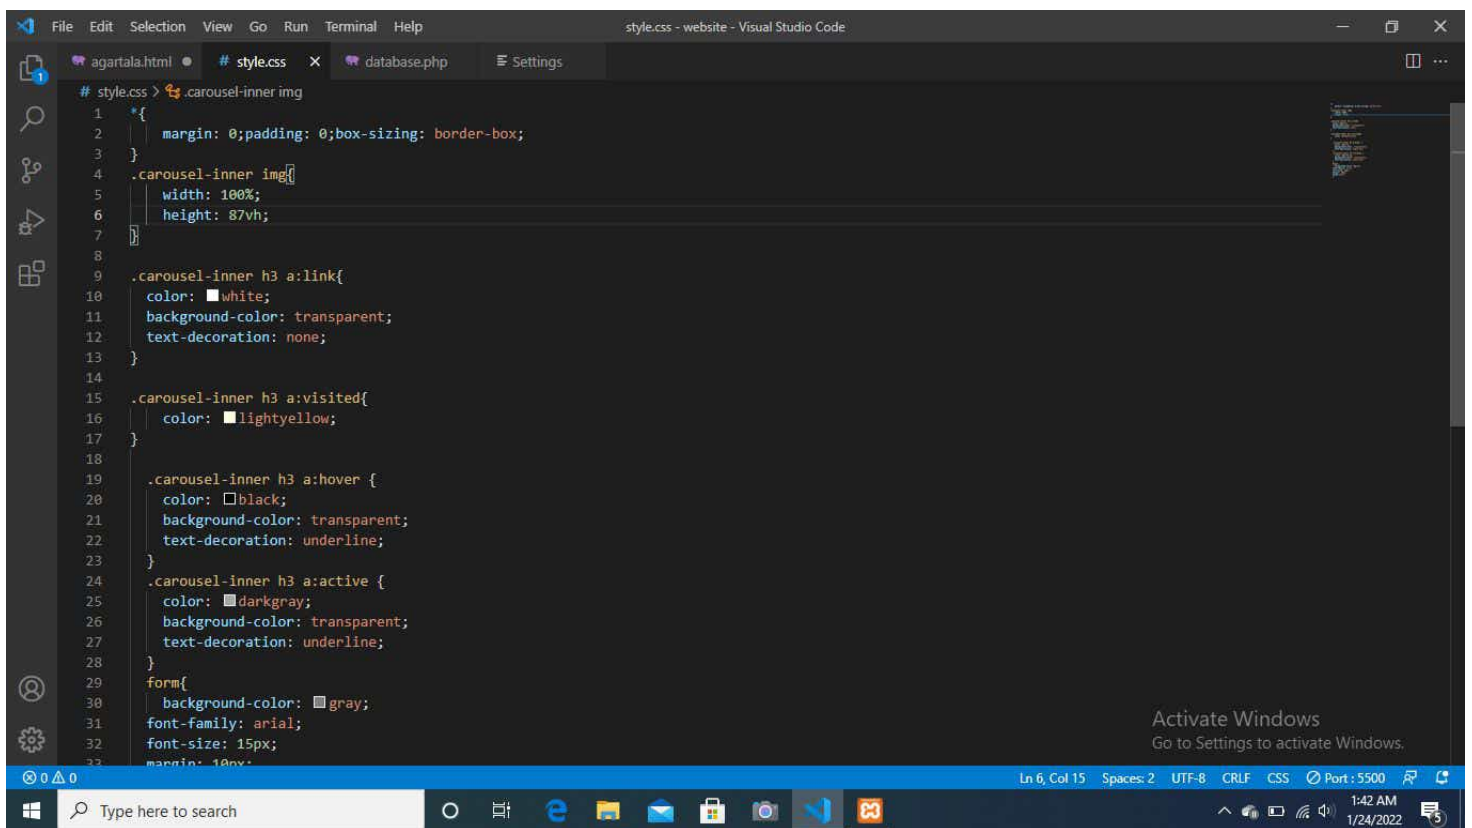 File Edit Selection View Go Run Terminal Help style.css - website - Visual Studio Code
agartala.html # style.css database.php Settings
1
# style.css > .carousel-inner img
1 *{
2 margin: 0;padding: 0;box-sizing: border-box;
3 }
4 .carousel-inner img{
5 width: 100%;
6 height: 87vh;
7 }
8
9 .carousel-inner h3 a:link{
10 color: white;
11 background-color: transparent;
12 text-decoration: none;
13 }
14
15 .carousel-inner h3 a:visited{
16 color: lightyellow;
17 }
18
19 .carousel-inner h3 a:hover {
20 color: black;
21 background-color: transparent;
22 text-decoration: underline;
23 }
24 .carousel-inner h3 a:active {
25 color: darkgray;
26 background-color: transparent;
27 text-decoration: underline;
28 }
29 form{
30 background-color: gray;
31 font-family: arial;
32 font-size: 15px;
33 margin: 10px;
Activate Windows
Go to Settings to activate Windows.
0 0 Ln 6, Col 15 Spaces: 2 UTF-8 CRLF CSS Port : 5500
Type here to search
1:42 AM
1/24/2022
5